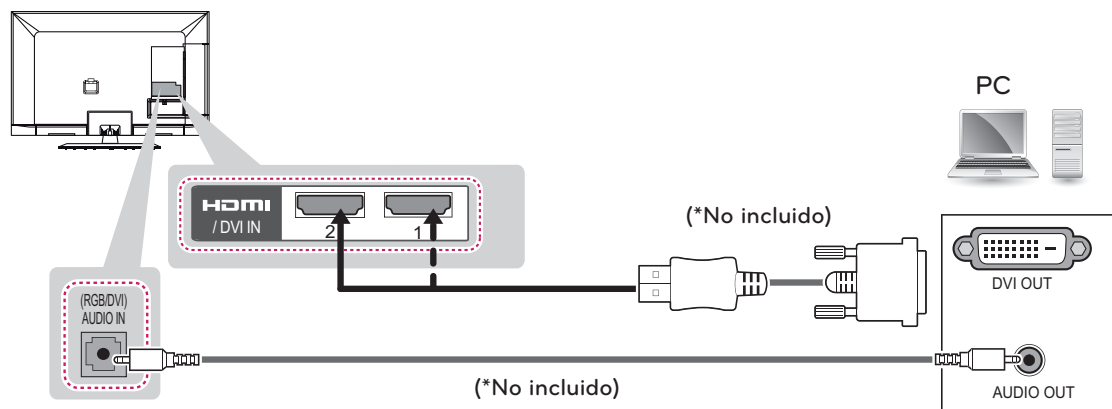 PC
HDMI
/ DVI IN
2
1
(*No incluido)
DVI OUT
(RGB/DVI)
AUDIO IN
(*No incluido)
AUDIO OUT